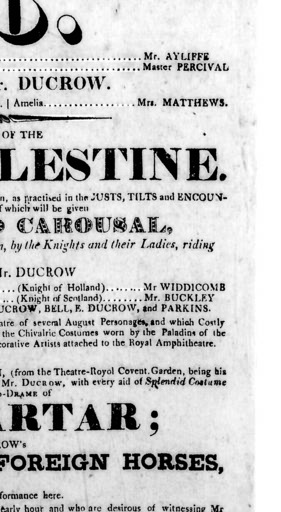 D.
Mr. AYLIFFE
Master PERCIVAL
r. DUCROW.
. | Amelia. Mrs. MATTHEWS.
OF THE
LESTINE.
n, as practised in the JUSTS, TILTS and ENCOUN-
f which will be given
CAROUSAL,
n, by the Knights and their Ladies, riding
Mr. DUCROW
(Knight of Holland) Mr WIDDICOMB
(Knight of Scotland) Mr. BUCKLEY
UCROW, BELL, E. DUCROW, and PARKINS.
atre of several August Personages, and which Costly
the Chivalric Costumes worn by the Paladins of the
corative Artists attached to the Royal Amphitheatre.
I, (from the Theatre-Royol Covent. Garden, being his
Mr. DUCROW, with every aid of Splendid Costume
O-DRAME of
ARTAR;
ROW's
FOREIGN HORSES,
formance here.
early hour and who are desirous of witnessing Mr